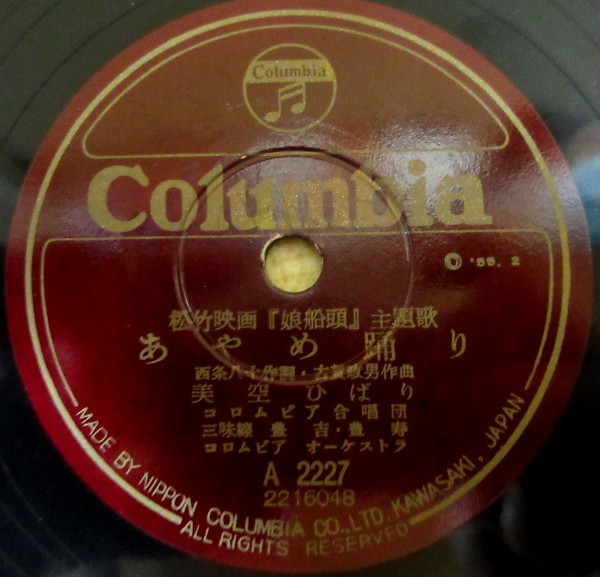 Columbia
Columbia
Ⓟ '55. 2
松竹映画『娘船頭』主題歌
あやめ踊り
西条八十作詞・古賀政男作曲
美空ひばり
コロムビア合唱団
三味線 豊吉・豊寿
コロムビア オーケストラ
A 2227
2216048
MADE BY NIPPON COLUMBIA CO., LTD. KAWASAKI, JAPAN
ALL RIGHTS RESERVED